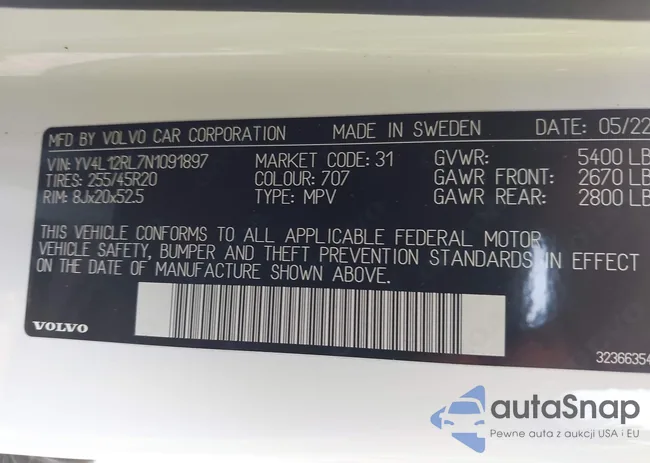 MFD BY VOLVO CAR CORPORATION MADE IN SWEDEN DATE: 05/22
VIN: YV4L12RL7N1091897 MARKET CODE: 31 GVWR: 5400 LB
TIRES: 255/45R20 COLOUR: 707 GAWR FRONT: 2670 LB
RIM: 8Jx20x52.5 TYPE: MPV GAWR REAR: 2800 LB
THIS VEHICLE CONFORMS TO ALL APPLICABLE FEDERAL MOTOR
VEHICLE SAFETY, BUMPER AND THEFT PREVENTION STANDARDS IN EFFECT
ON THE DATE OF MANUFACTURE SHOWN ABOVE.
VOLVO
32366354
autaSnap
Pewne auta z aukcji USA i EU